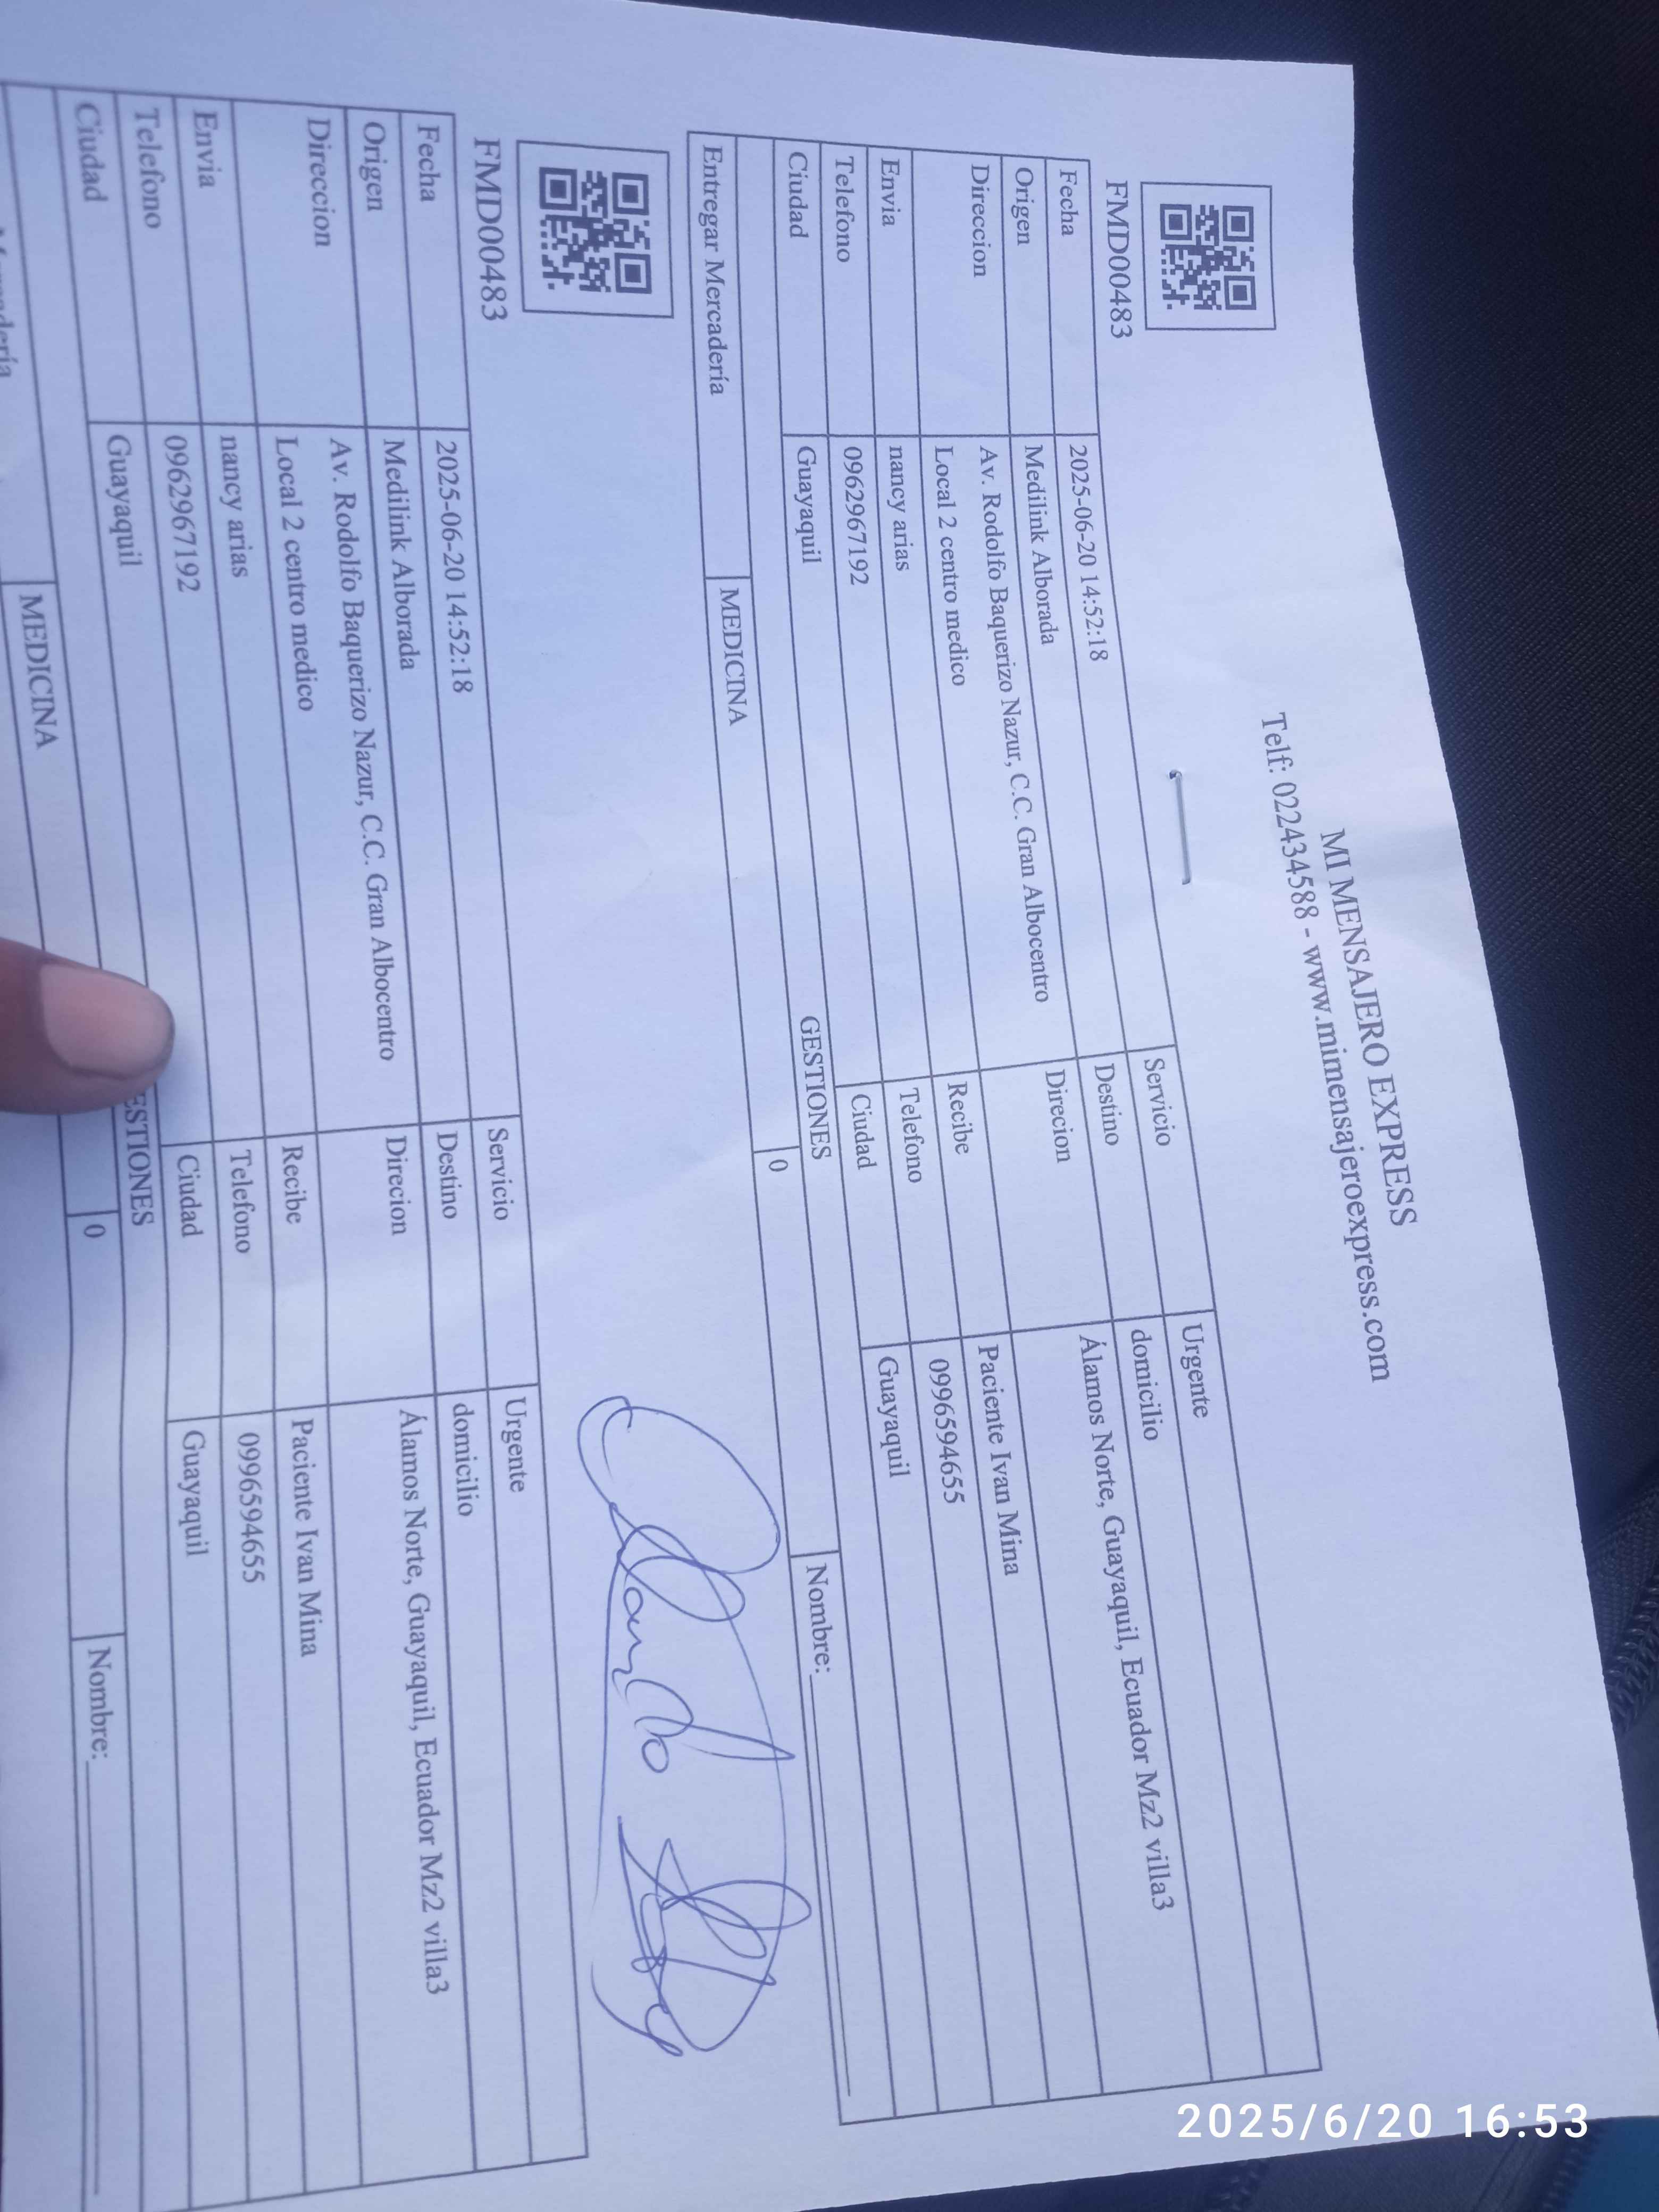 MI MENSAJERO EXPRESS
Telf: 022434588 - www.mimensajeroexpress.com
FMD00483
Fecha 2025-06-20 14:52:18 Servicio Urgente
Origen Medilink Alborada Destino domicilio
Direccion Av. Rodolfo Baquerizo Nazur, C.C. Gran Albocentro Direcion Álamos Norte, Guayaquil, Ecuador Mz2 villa3
Local 2 centro medico
Envia nancy arias Recibe Paciente Ivan Mina
Telefono 0962967192 Telefono 0996594655
Ciudad Guayaquil Ciudad Guayaquil
GESTIONES
Entregar Mercadería MEDICINA 0 Nombre:
FMD00483
Fecha 2025-06-20 14:52:18 Servicio Urgente
Origen Medilink Alborada Destino domicilio
Direccion Av. Rodolfo Baquerizo Nazur, C.C. Gran Albocentro Direcion Álamos Norte, Guayaquil, Ecuador Mz2 villa3
Local 2 centro medico
Envia nancy arias Recibe Paciente Ivan Mina
Telefono 0962967192 Telefono 0996594655
Ciudad Guayaquil Ciudad Guayaquil
ESTIONES
MEDICINA 0 Nombre:
2025/6/20 16:53